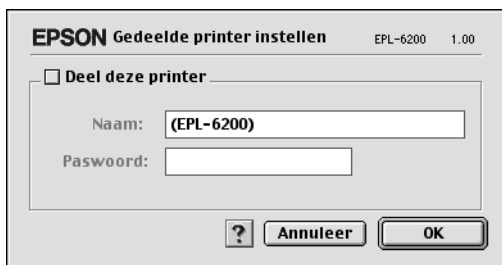 EPSON Gedeelde printer instellen EPL-6200 1.00
Deel deze printer
Naam: (EPL-6200)
Paswoord:
? Annuleer OK